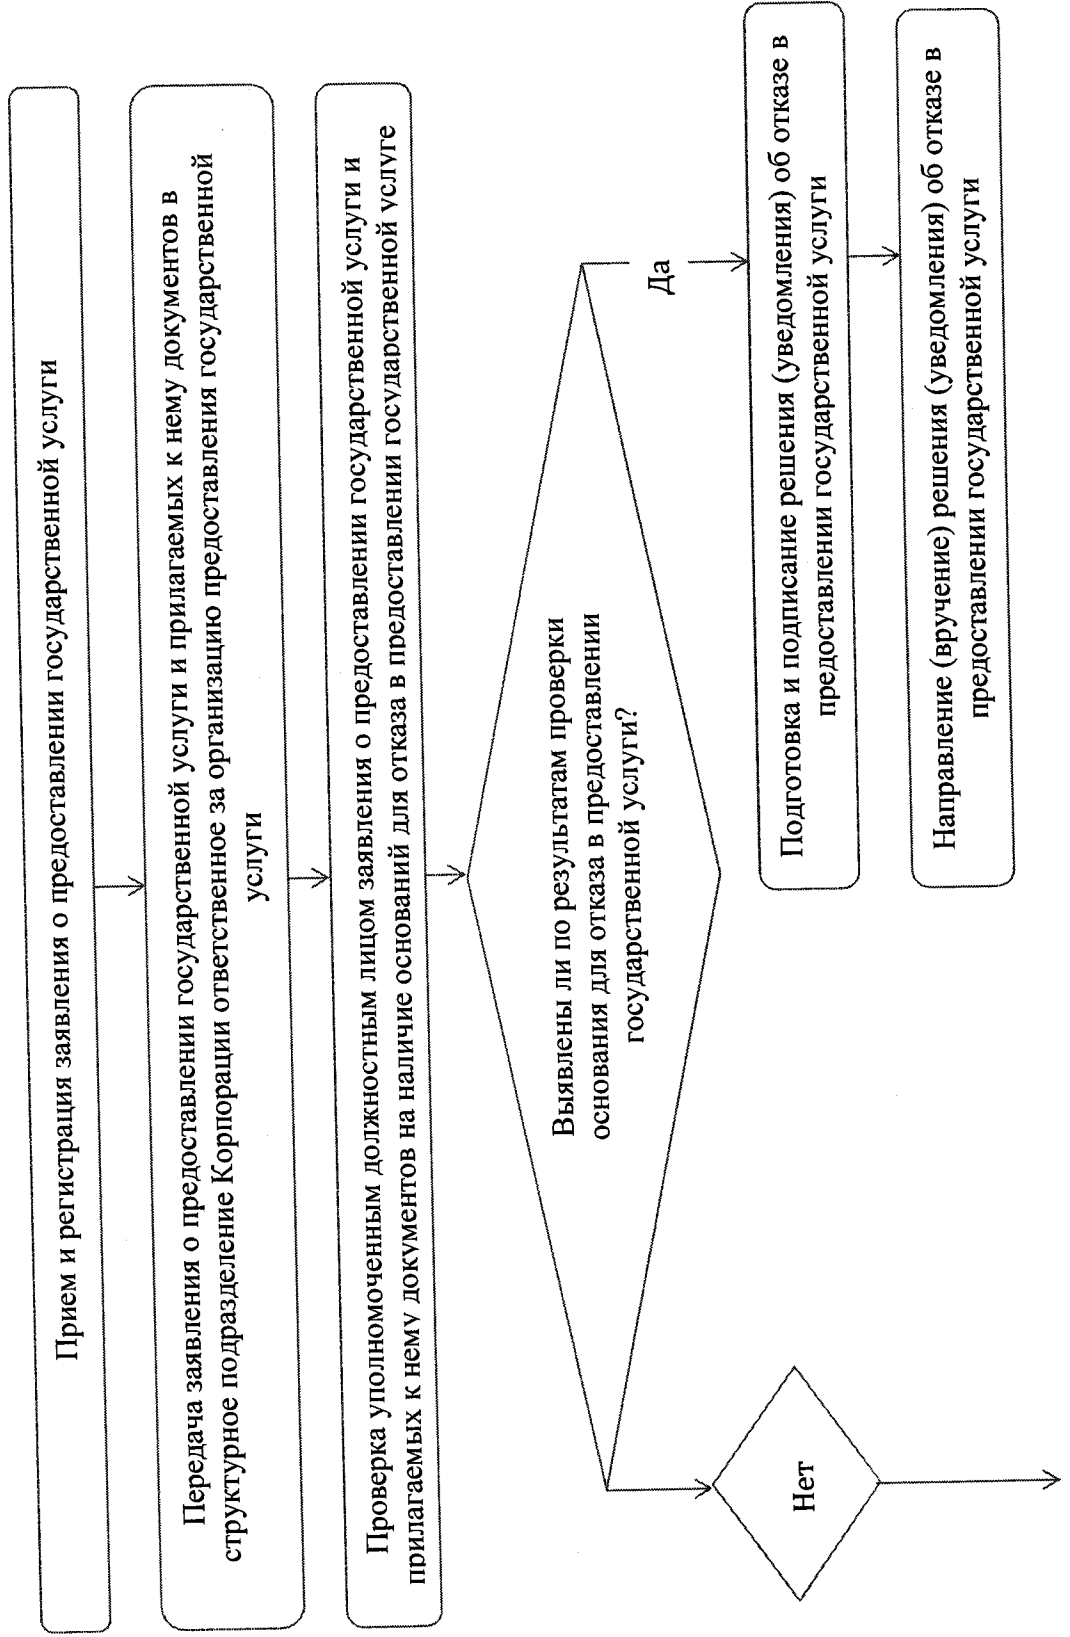 Прием и регистрация заявления о предоставлении государственной услуги
Передача заявления о предоставлении государственной услуги и прилагаемых к нему документов в
структурное подразделение Корпорации ответственное за организацию предоставления государственной
услуги
Проверка уполномоченным должностным лицом заявления о предоставлении государственной услуги и
прилагаемых к нему документов на наличие оснований для отказа в предоставлении государственной услуге
Выявлены ли по результатам проверки
основания для отказа в предоставлении
государственной услуги?
Да
Подготовка и подписание решения (уведомления) об отказе в
предоставлении государственной услуги
Направление (вручение) решения (уведомления) об отказе в
предоставлении государственной услуги
Нет